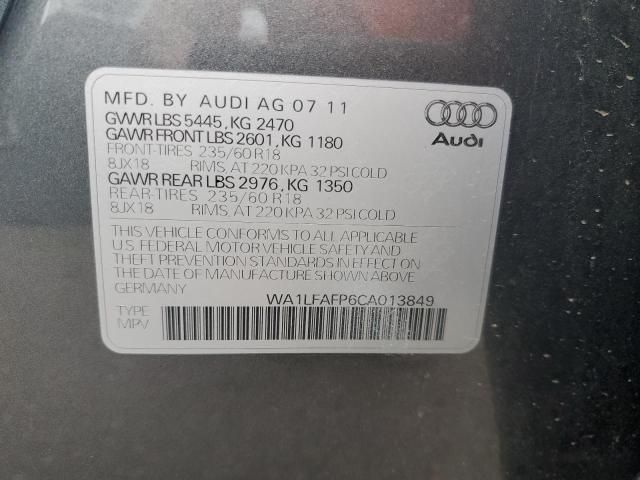 MFD. BY AUDI AG 07 11
GVWR LBS 5445, KG 2470
GAWR FRONT LBS 2601, KG 1180
FRONT-TIRES 235/60 R18
8JX18 RIMS, AT 220 KPA 32 PSI COLD
GAWR REAR LBS 2976, KG 1350
REAR-TIRES 235/60 R18
8JX18 RIMS, AT 220 KPA 32 PSI COLD
Audi
THIS VEHICLE CONFORMS TO ALL APPLICABLE
U.S. FEDERAL MOTOR VEHICLE SAFETY AND
THEFT PREVENTION STANDARDS IN EFFECT ON
THE DATE OF MANUFACTURE SHOWN ABOVE.
GERMANY WA1LFAFP6CA013849
TYPE
MPV